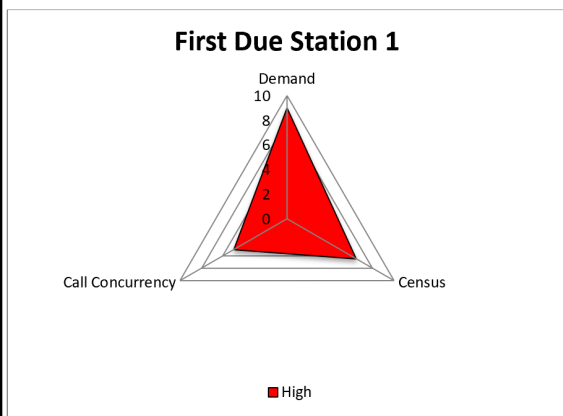 First Due Station 1
Demand
10
8
6
4
2
0
Call Concurrency
Census
High